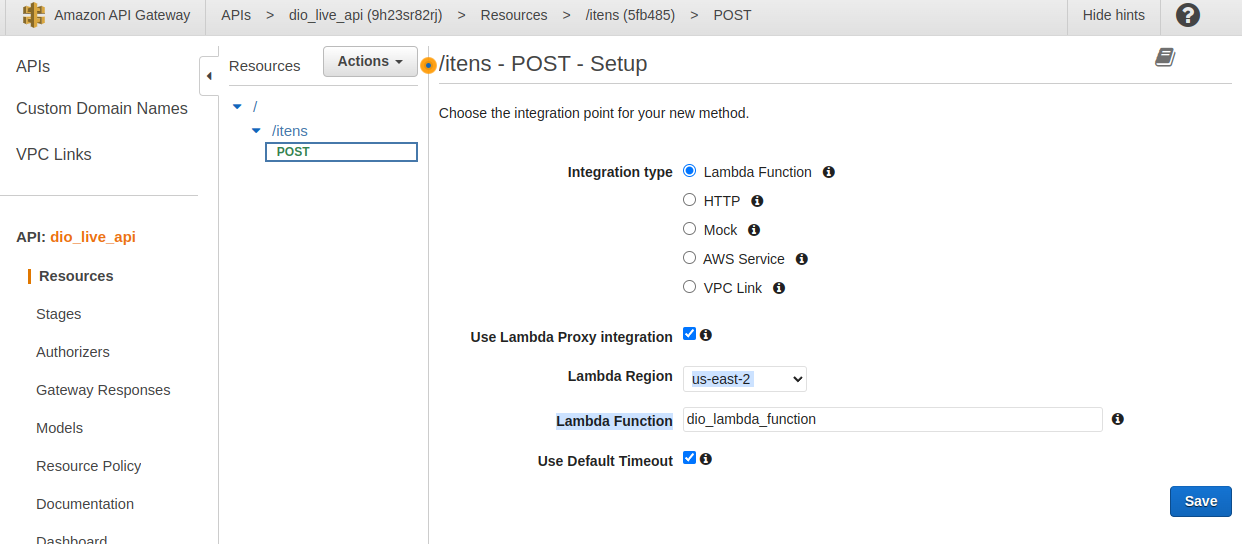 Amazon API Gateway APIs > dio_live_api (9h23sr82rj) > Resources > /itens (5fb485) > POST Hide hints ?
APIs
Custom Domain Names
VPC Links
API: dio_live_api
Resources
Stages
Authorizers
Gateway Responses
Models
Resource Policy
Documentation
Dashboard
Resources Actions
/
/itens
POST
/itens - POST - Setup
Choose the integration point for your new method.
Integration type Lambda Function
HTTP
Mock
AWS Service
VPC Link
Use Lambda Proxy integration
Lambda Region us-east-2
Lambda Function dio_lambda_function
Use Default Timeout
Save